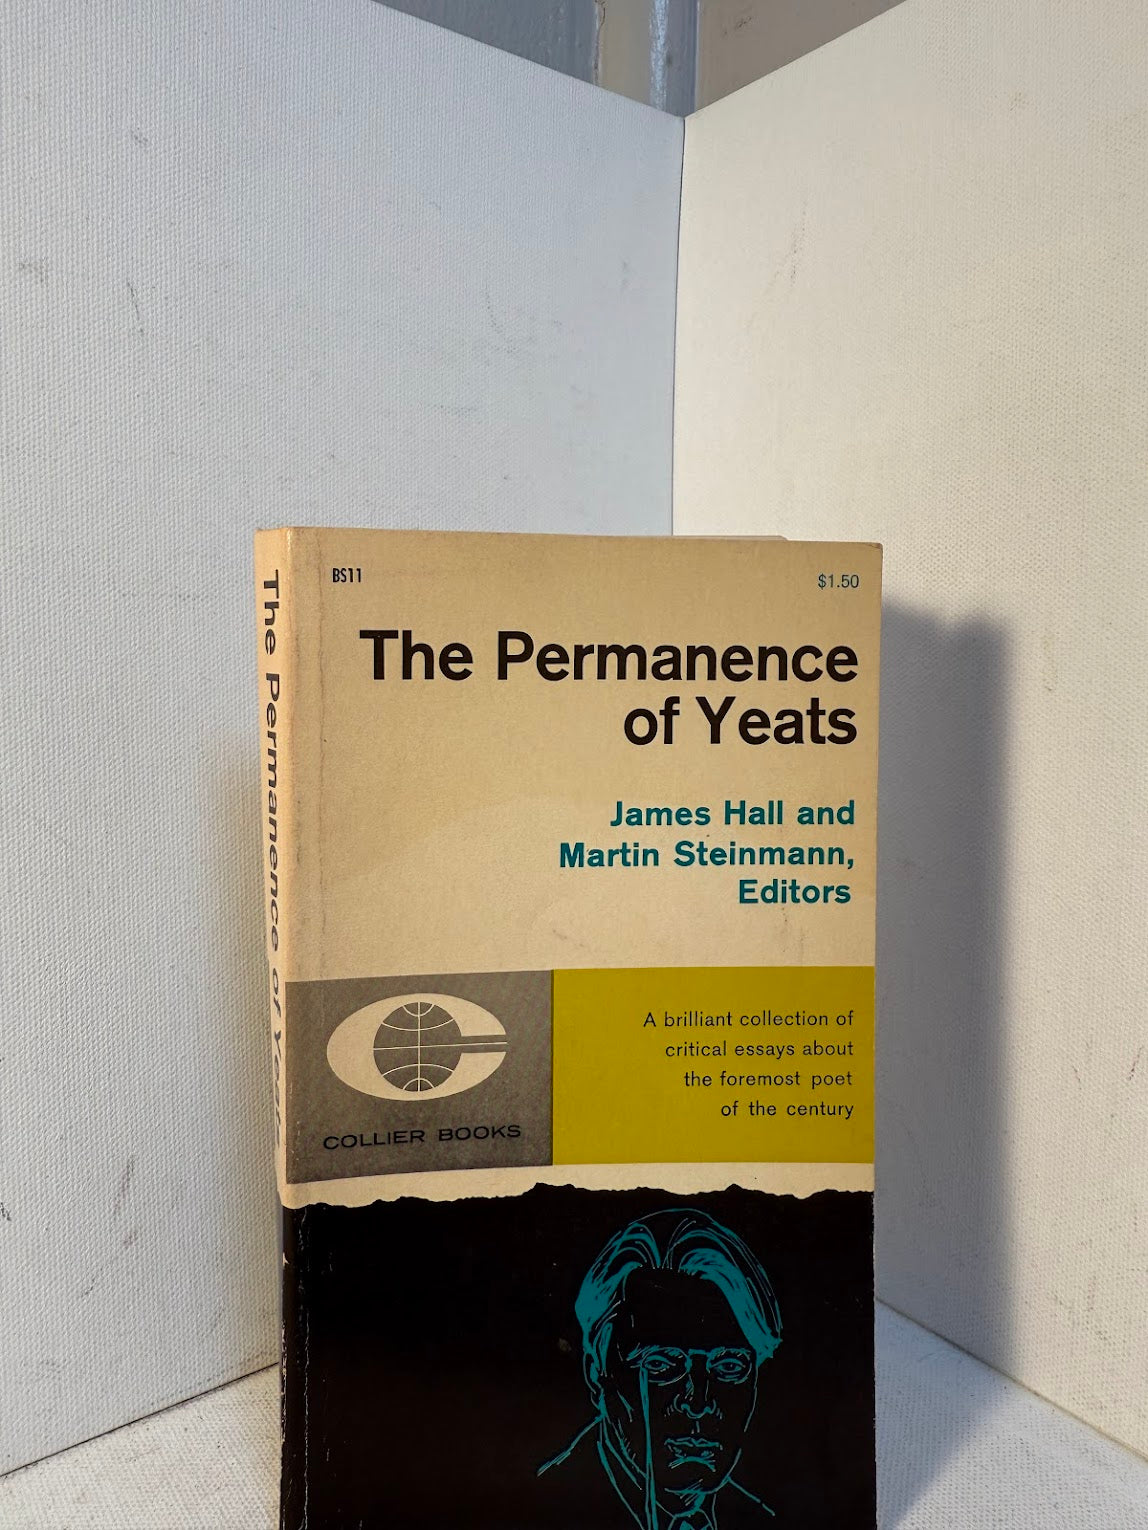 BS11
$1.50
The Permanence
of Yeats
James Hall and
Martin Steinmann,
Editors
A brilliant collection of
critical essays about
the foremost poet
of the century
COLLIER BOOKS
The Permanence of Yeats